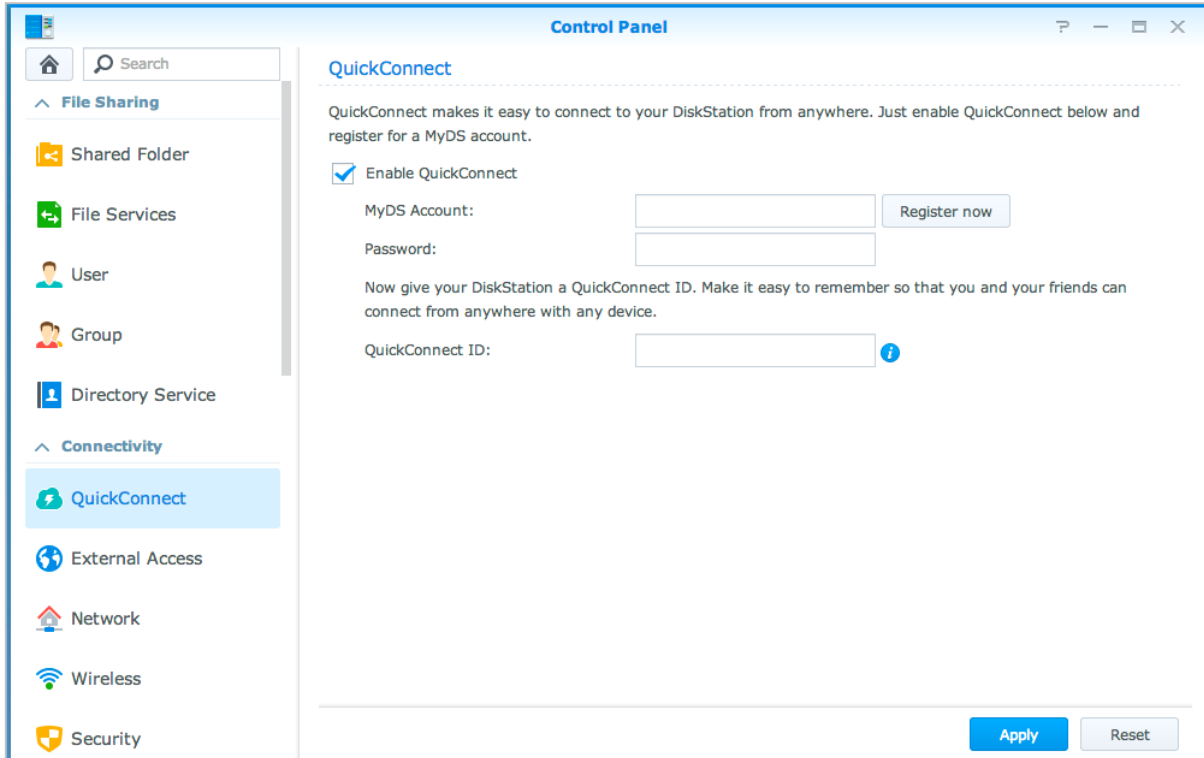 Control Panel
Search
File Sharing
Shared Folder
File Services
User
Group
Directory Service
Connectivity
QuickConnect
External Access
Network
Wireless
Security
QuickConnect
QuickConnect makes it easy to connect to your DiskStation from anywhere. Just enable QuickConnect below and
register for a MyDS account.
Enable QuickConnect
MyDS Account:
Register now
Password:
Now give your DiskStation a QuickConnect ID. Make it easy to remember so that you and your friends can
connect from anywhere with any device.
QuickConnect ID:
Apply
Reset